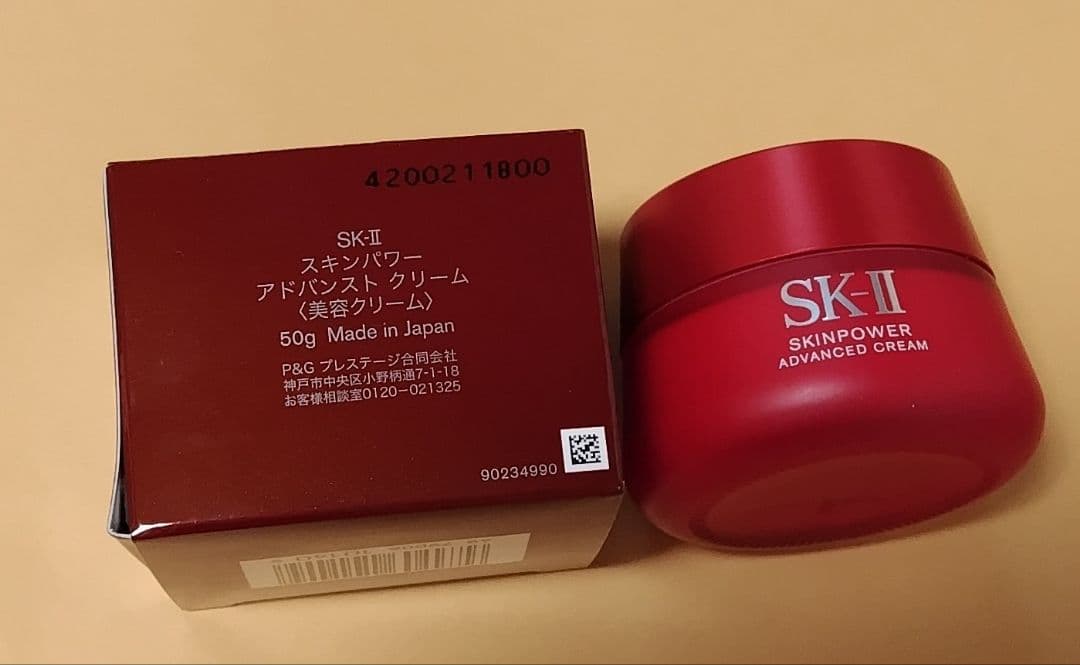 4200211800
SK-II
スキンパワー
アドバンスト クリーム
〈美容クリーム〉
50g Made in Japan
P&G プレステージ合同会社
神戸市中央区小野柄通7-1-18
お客様相談室0120-021325
90234990
SK-II
SKINPOWER
ADVANCED CREAM